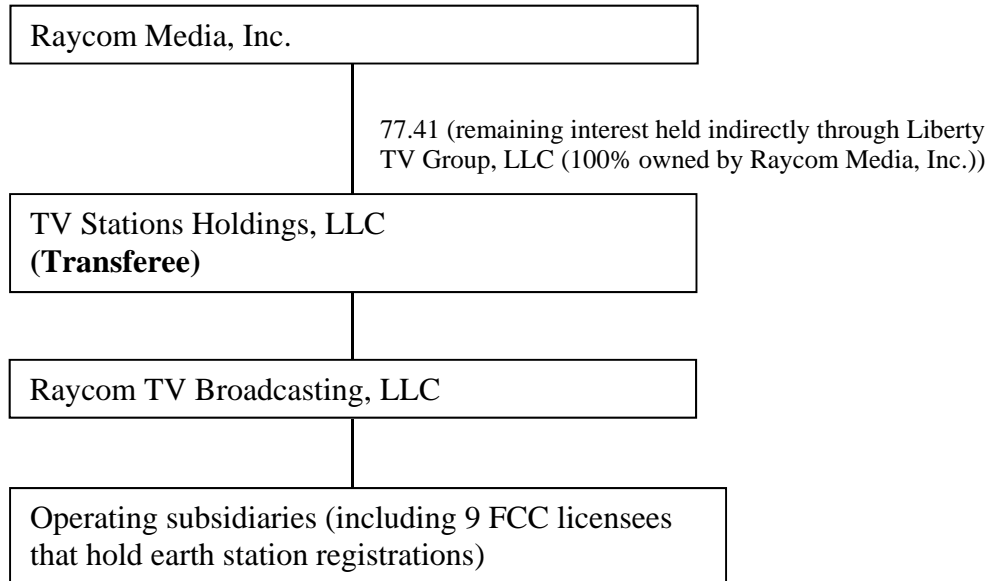 Raycom Media, Inc.
77.41 (remaining interest held indirectly through Liberty
TV Group, LLC (100% owned by Raycom Media, Inc.))
TV Stations Holdings, LLC
(Transferee)
Raycom TV Broadcasting, LLC
Operating subsidiaries (including 9 FCC licensees
that hold earth station registrations)